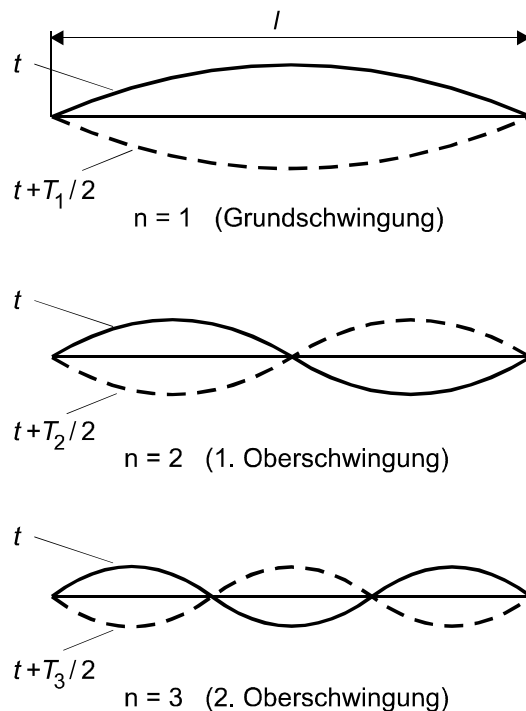 l
t
t+T1/2
n = 1 (Grundschwingung)
t
t+T2/2
n = 2 (1. Oberschwingung)
t
t+T3/2
n = 3 (2. Oberschwingung)